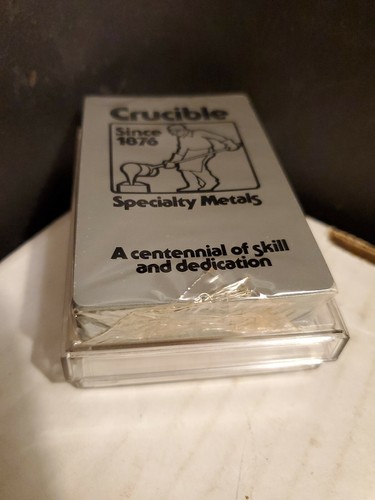 Crucible
Since
1876
Specialty Metals
A centennial of skill
and dedication